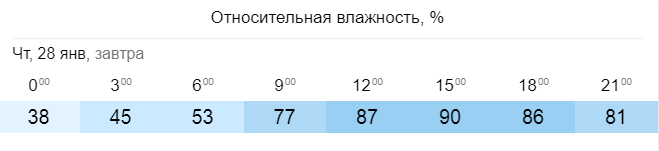 Относительная влажность, %
Чт, 28 янв, завтра
0⁰⁰ 3⁰⁰ 6⁰⁰ 9⁰⁰ 12⁰⁰ 15⁰⁰ 18⁰⁰ 21⁰⁰
38 45 53 77 87 90 86 81